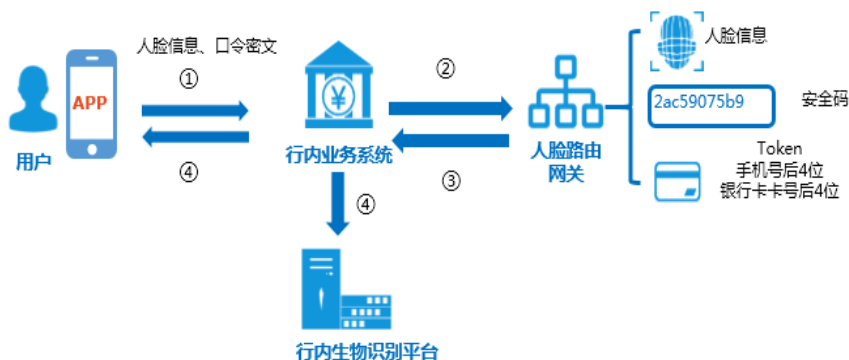 人脸信息、口令密文
①
②
人脸信息
APP
2ac59075b9
安全码
¥
用户
④
行内业务系统
③
人脸路由
网关
Token
手机号后4位
银行卡卡号后4位
④
行内生物识别平台